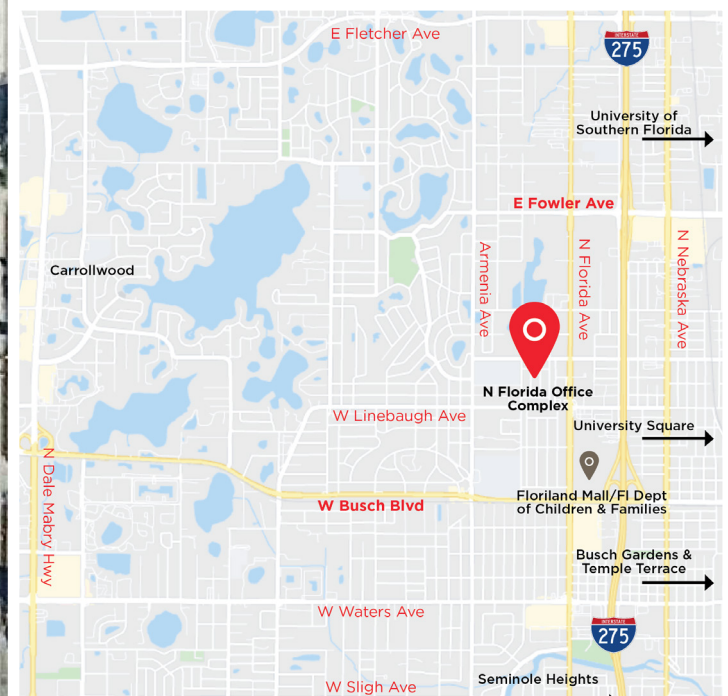 E Fletcher Ave
INTERSTATE
275
University of
Southern Florida
E Fowler Ave
Armenia Ave
N Florida Ave
N Nebraska Ave
Carrollwood
N Florida Office
Complex
W Linebaugh Ave
University Square
N Dale Mabry Hwy
Floriland Mall/Fl Dept
of Children & Families
W Busch Blvd
Busch Gardens &
Temple Terrace
W Waters Ave
INTERSTATE
275
Seminole Heights
W Sligh Ave